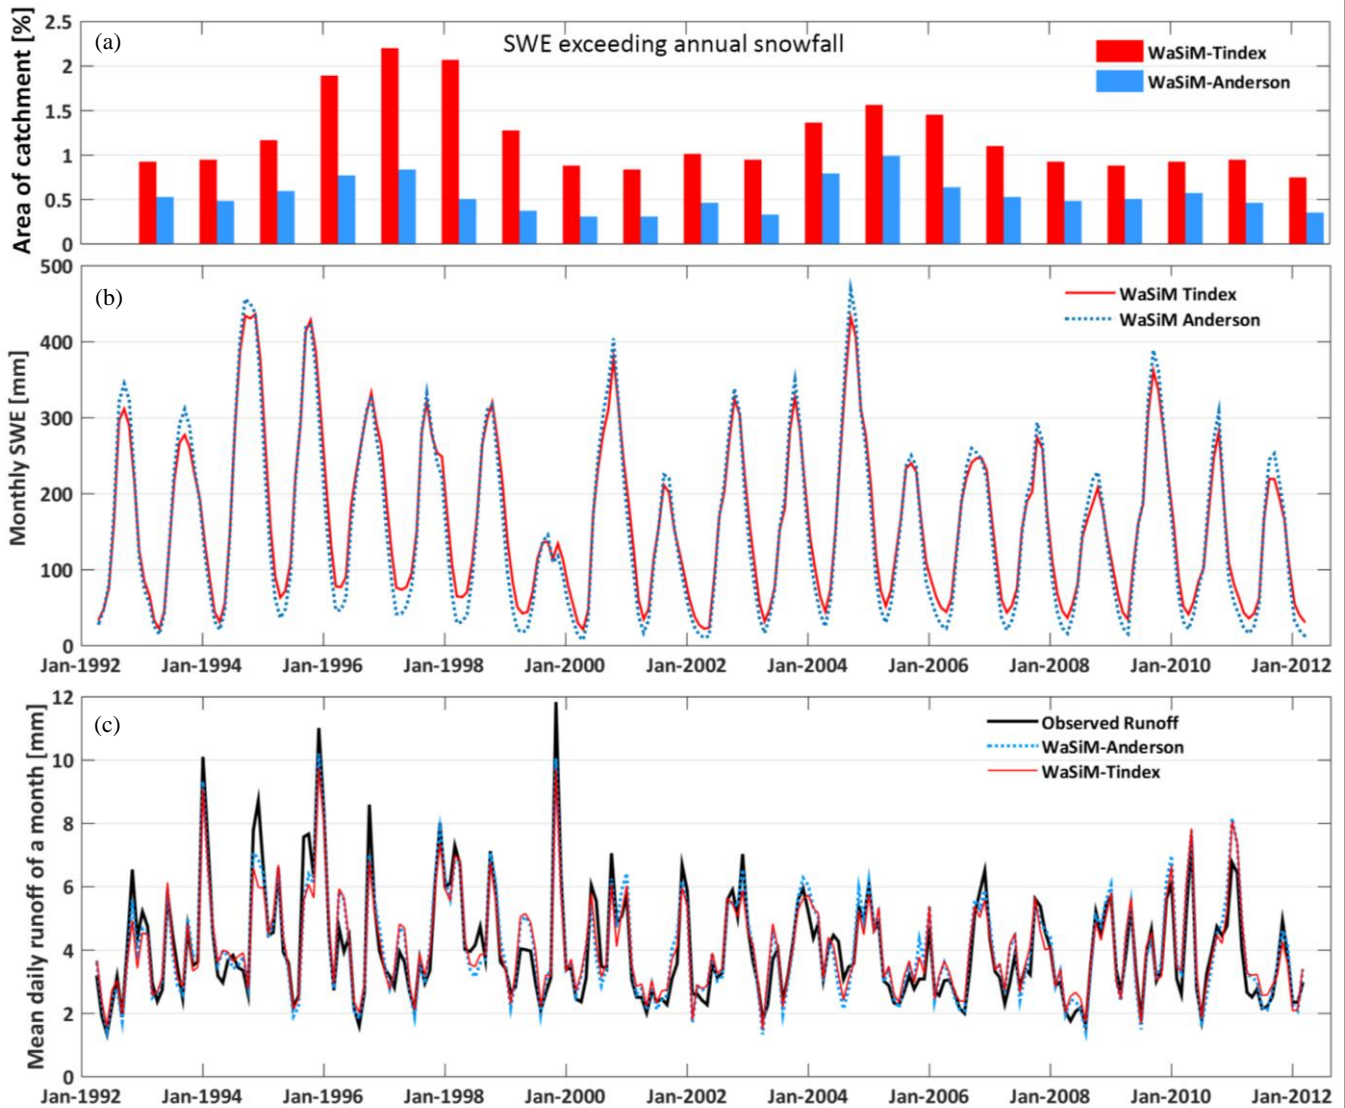 (a)
SWE exceeding annual snowfall
WaSiM-Tindex
WaSiM-Anderson
Area of catchment [%]
2.5
2
1.5
1
0.5
0
(b)
WaSiM Tindex
WaSiM Anderson
Monthly SWE [mm]
500
400
300
200
100
0
Jan-1992 Jan-1994 Jan-1996 Jan-1998 Jan-2000 Jan-2002 Jan-2004 Jan-2006 Jan-2008 Jan-2010 Jan-2012
(c)
Observed Runoff
WaSiM-Anderson
WaSiM-Tindex
Mean daily runoff of a month [mm]
12
10
8
6
4
2
0
Jan-1992 Jan-1994 Jan-1996 Jan-1998 Jan-2000 Jan-2002 Jan-2004 Jan-2006 Jan-2008 Jan-2010 Jan-2012